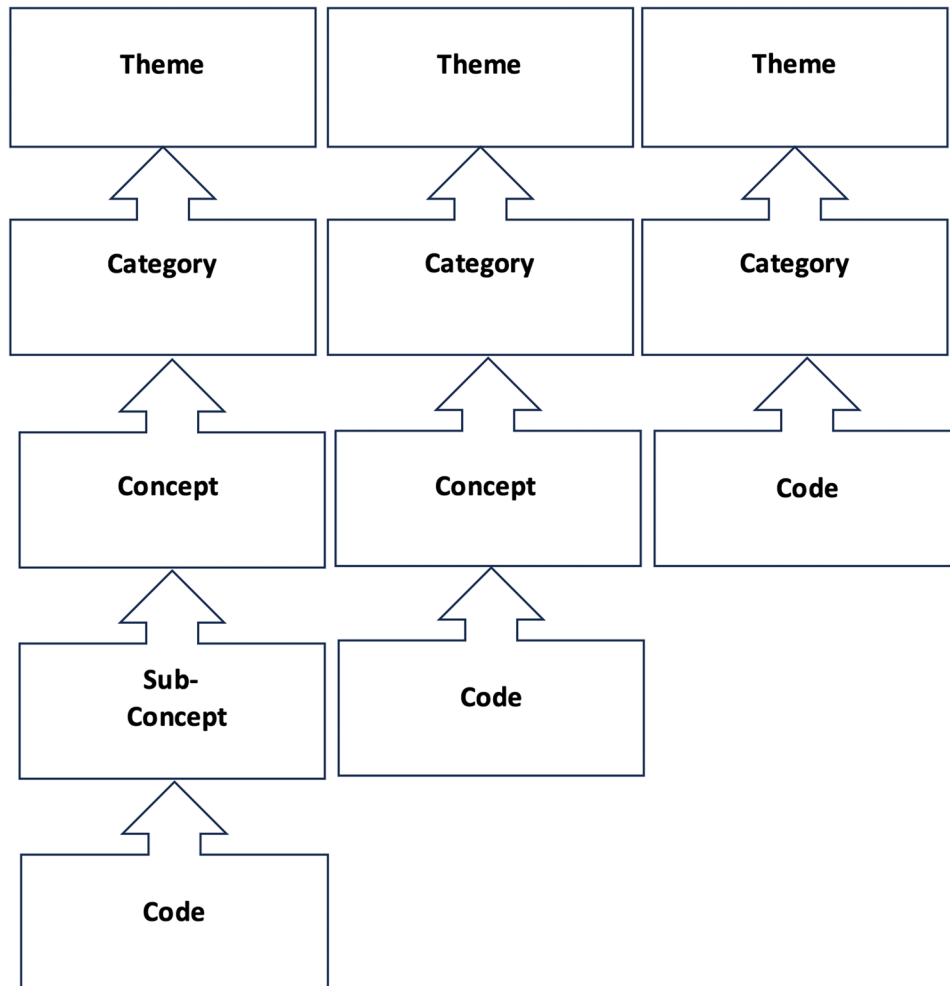 Theme
Theme
Theme
Category
Category
Category
Concept
Concept
Code
Sub-
Concept
Code
Code